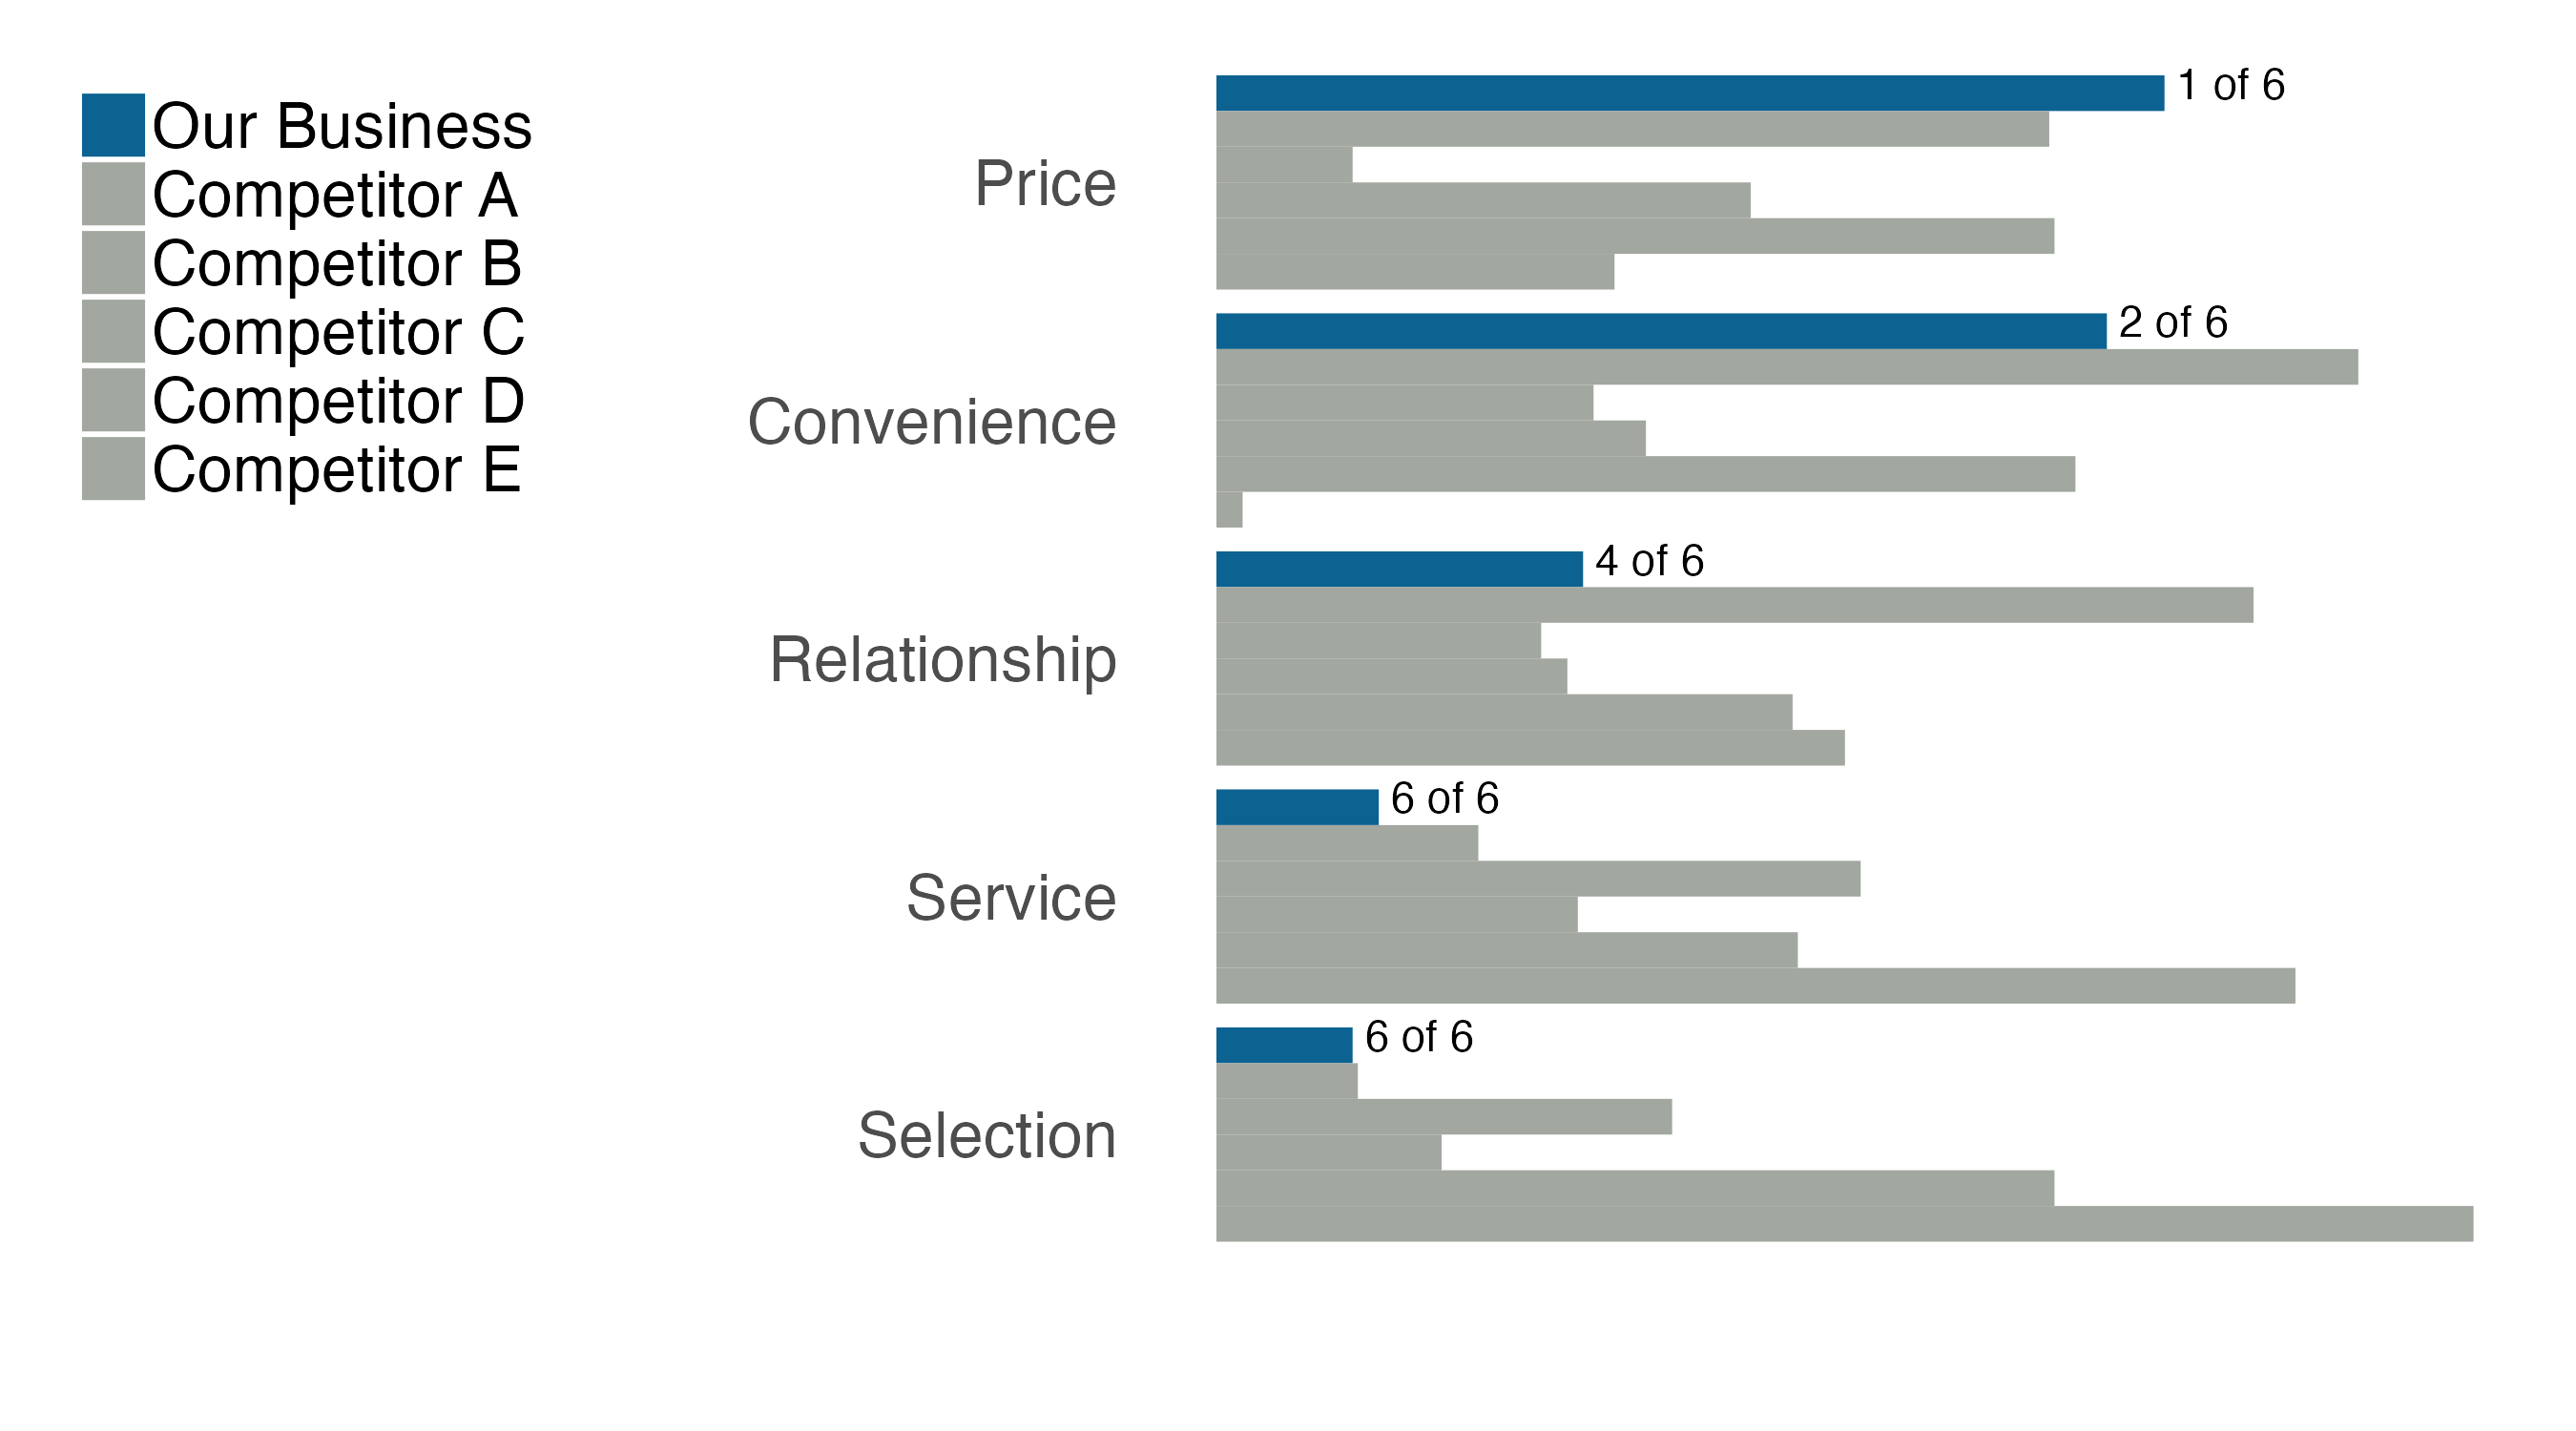 Our Business
Competitor A
Competitor B
Competitor C
Competitor D
Competitor E
Price
1 of 6
Convenience
2 of 6
Relationship
4 of 6
Service
6 of 6
Selection
6 of 6